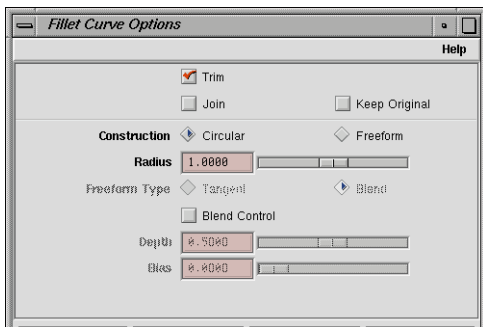 Fillet Curve Options
Help
Trim
Join Keep Original
Construction Circular Freeform
Radius 1.0000
Freeform Type Tangent Blend
Blend Control
Depth 0.5000
Bias 0.0000